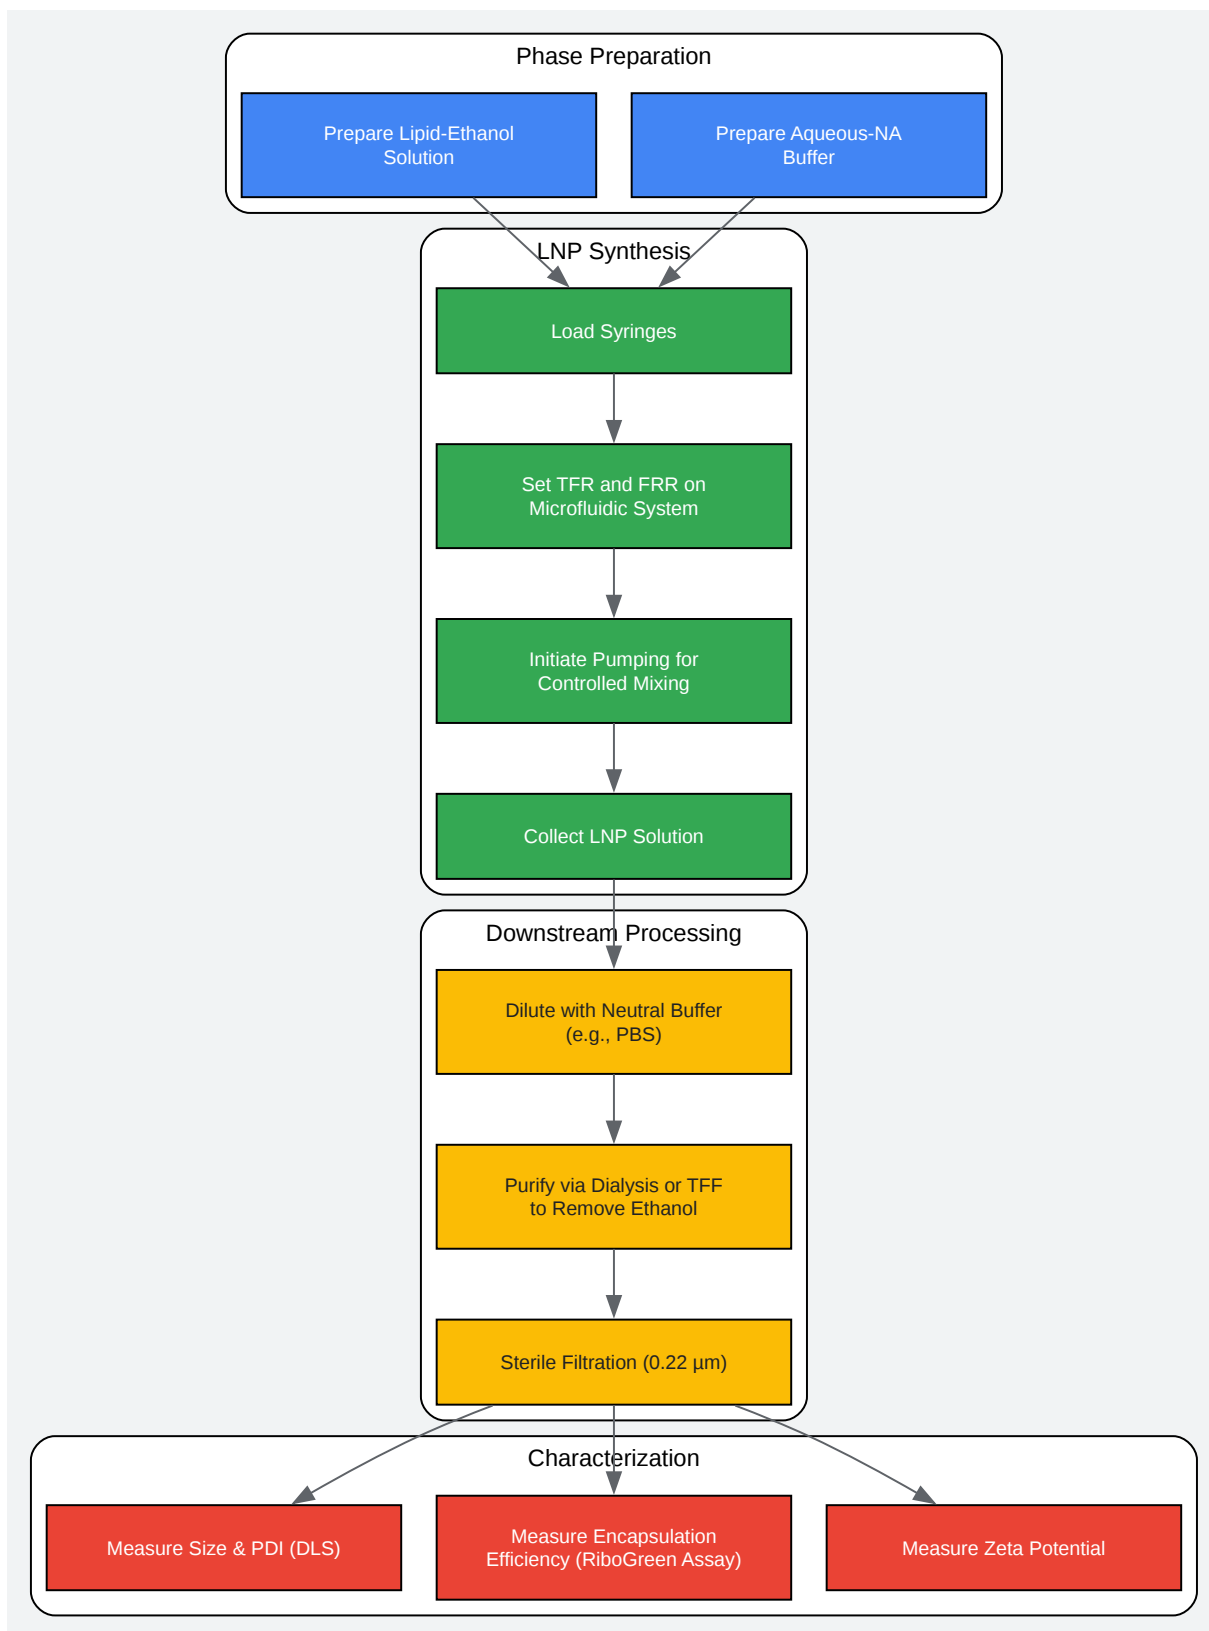 Phase Preparation
Prepare Lipid-Ethanol
Solution
Prepare Aqueous-NA
Buffer
LNP Synthesis
Load Syringes
Set TFR and FRR on
Microfluidic System
Initiate Pumping for
Controlled Mixing
Collect LNP Solution
Downstream Processing
Dilute with Neutral Buffer
(e.g., PBS)
Purify via Dialysis or TFF
to Remove Ethanol
Sterile Filtration (0.22 µm)
Characterization
Measure Size & PDI (DLS)
Measure Encapsulation
Efficiency (RiboGreen Assay)
Measure Zeta Potential